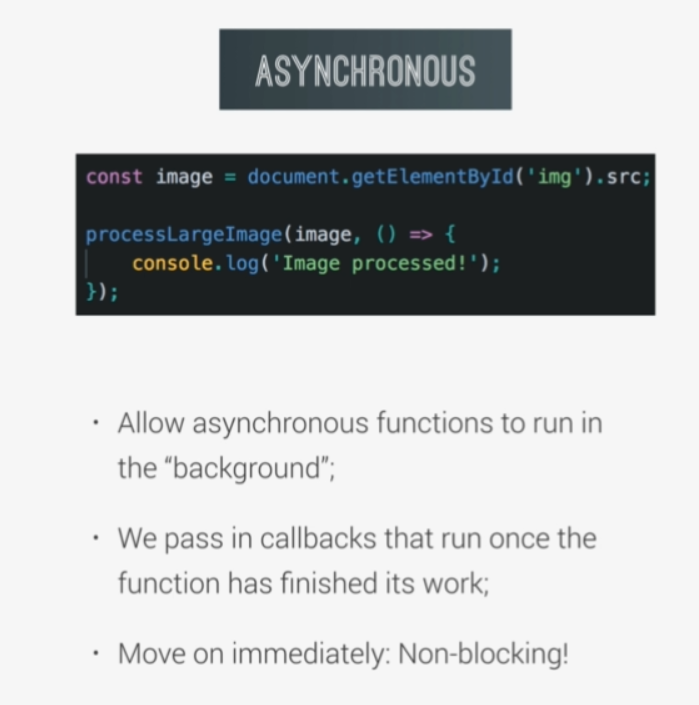 ASYNCHRONOUS
const image = document.getElementById('img').src;
processLargeImage(image, () => {
    console.log('Image processed!');
});
• Allow asynchronous functions to run in
the “background”;
• We pass in callbacks that run once the
function has finished its work;
• Move on immediately: Non-blocking!